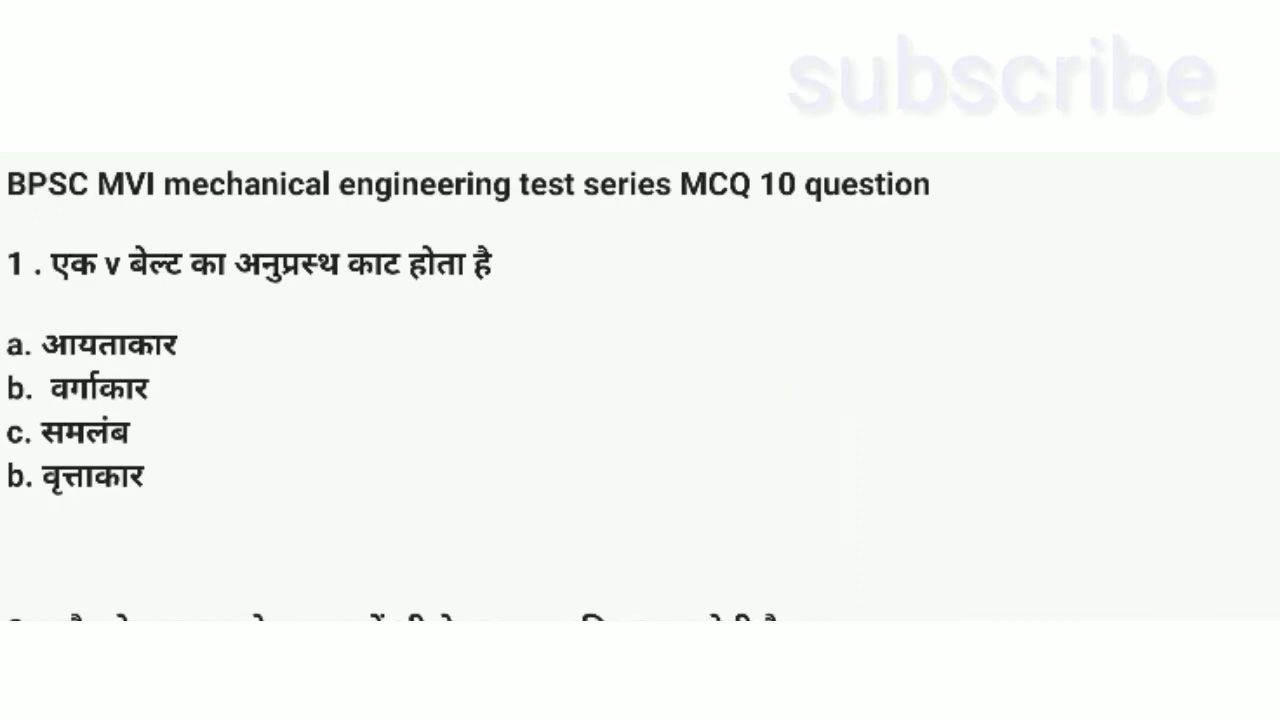 subscribe
BPSC MVI mechanical engineering test series MCQ 10 question
1 . एक v बेल्ट का अनुप्रस्थ काट होता है
a. आयताकार
b. वर्गाकार
c. समलंब
b. वृत्ताकार